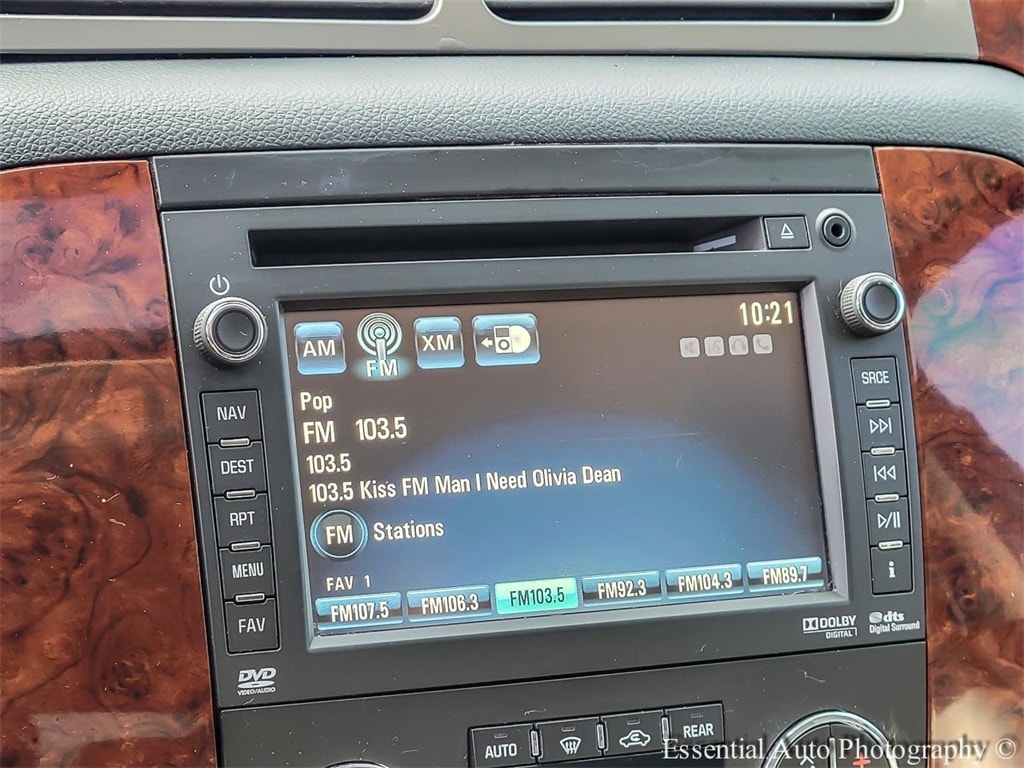 10:21
AM FM XM
SRCE
NAV
Pop
FM 103.5
DEST
103.5
103.5 Kiss FM Man I Need Olivia Dean
RPT
FM Stations
MENU
i
FAV 1
FAV
FM107.5 FM106.3 FM103.5 FM92.3 FM104.3 FM89.7
DOLBY
DIGITAL
dts
Digital Surround
DVD
VIDEO/AUDIO
AUTO REAR
Essential Auto Photography©